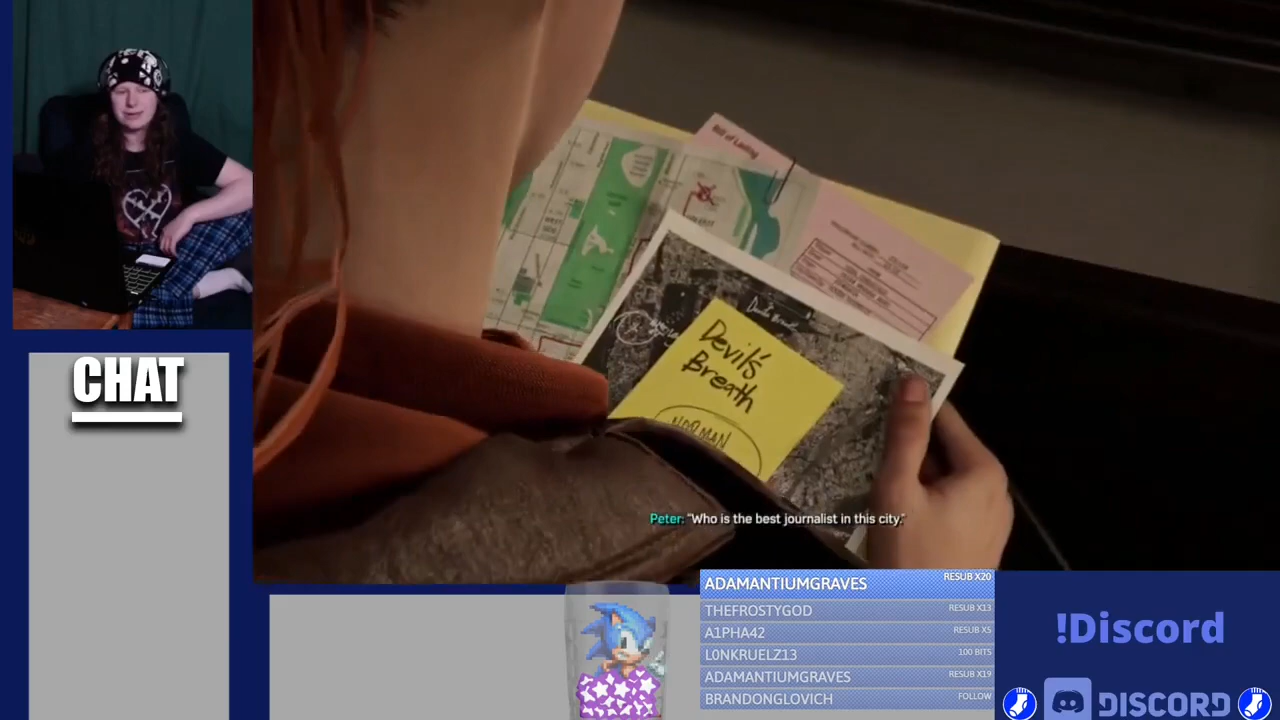 Bill of Lading
Devil's
Breath
NORMAN
Peter: "Who is the best journalist in this city."
CHAT
ADAMANTIUMGRAVES RESUB X20
THEFROSTYGOD RESUB X13
A1PHA42 RESUB X5
L0NKRUELZ13 100 BITS
ADAMANTIUMGRAVES RESUB X19
BRANDONGLOVICH FOLLOW
!Discord
DISCORD